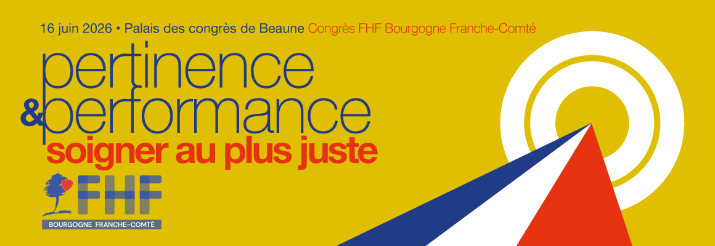 16 juin 2026 • Palais des congrès de Beaune Congrès FHF Bourgogne Franche-Comté
pertinence
&performance
soigner au plus juste
FHF
BOURGOGNE FRANCHE-COMTÉ